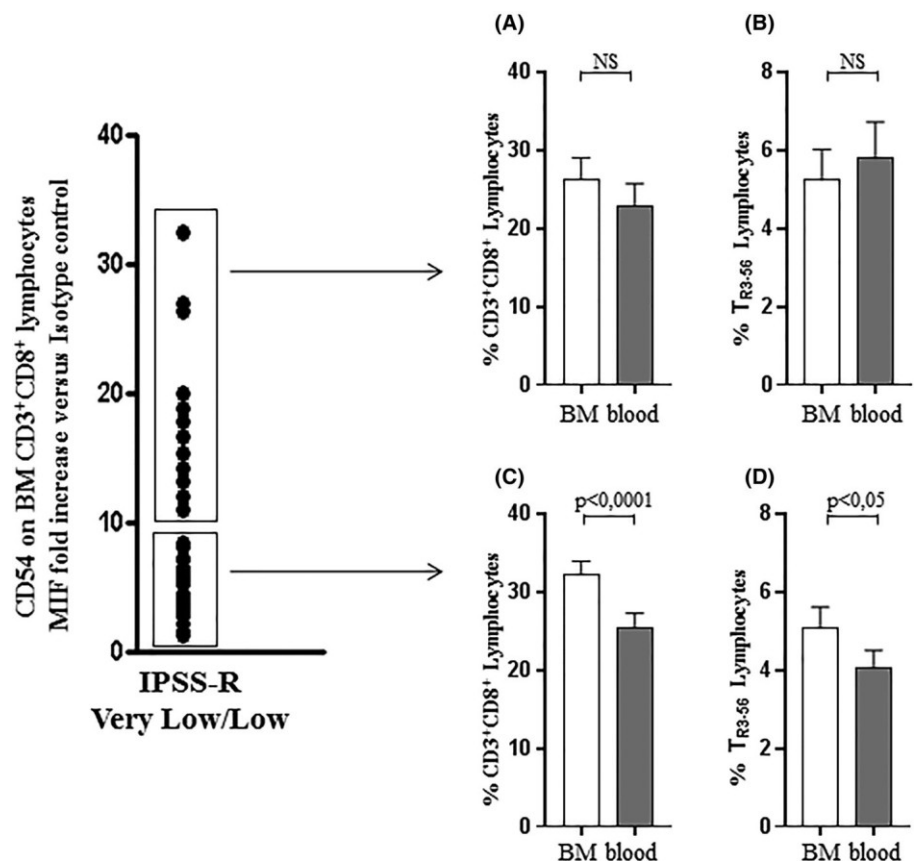 CD54 on BM CD3⁺CD8⁺ lymphocytes
MIF fold increase versus Isotype control
40
30
20
10
0
IPSS-R
Very Low/Low
(A)
% CD3⁺CD8⁺ Lymphocytes
40
30
20
10
0
NS
BM blood
(B)
% T_R3-56 Lymphocytes
8
6
4
2
0
NS
BM blood
(C)
% CD3⁺CD8⁺ Lymphocytes
40
30
20
10
0
p<0,0001
BM blood
(D)
% T_R3-56 Lymphocytes
8
6
4
2
0
p<0,05
BM blood